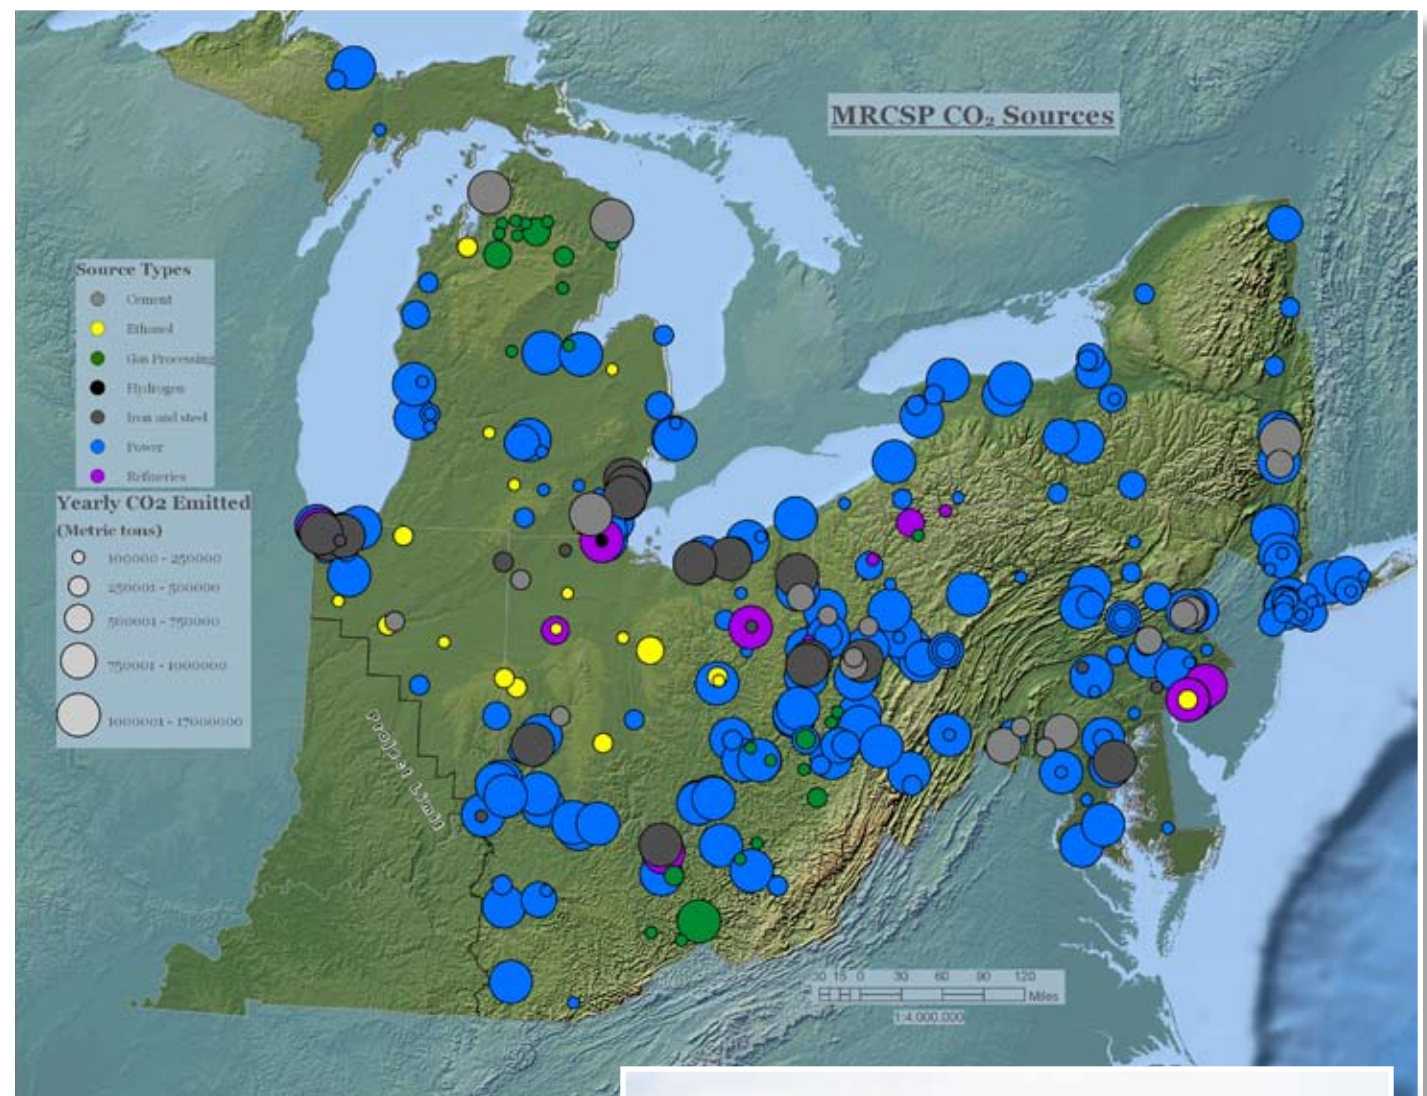 MRCSP CO₂ Sources
Source Types
Cement
Ethanol
Gas Processing
Hydrogen
Iron and steel
Power
Refineries
Yearly CO2 Emitted
(Metric tons)
100000 - 250000
250001 - 500000
500001 - 750000
750001 - 1000000
1000001 - 17000000
Project Limit
30 15 0 30 60 90 120
Miles
1:4,000,000